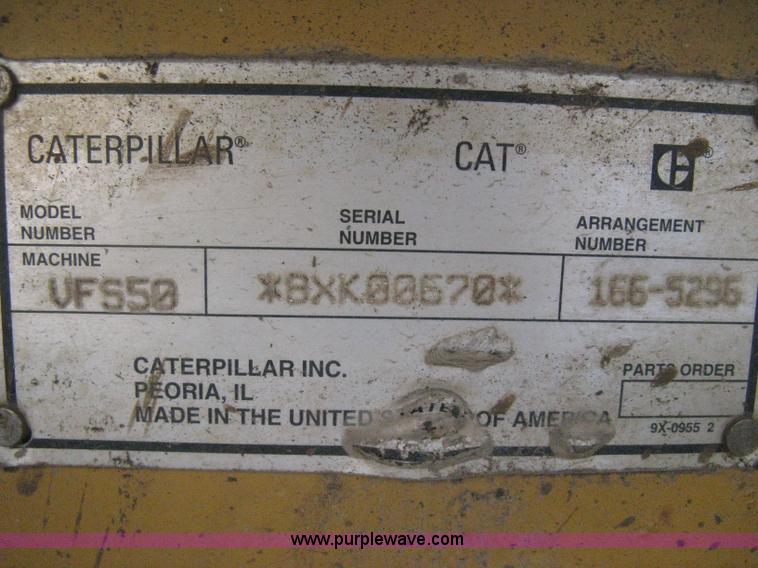 CATERPILLAR® CAT® ®
MODEL NUMBER SERIAL NUMBER ARRANGEMENT NUMBER
MACHINE VFS50 *8XK00670* 166-5296
CATERPILLAR INC.
PEORIA, IL
MADE IN THE UNITED STATES OF AMERICA
PARTS ORDER
9X-0955 2
www.purplewave.com